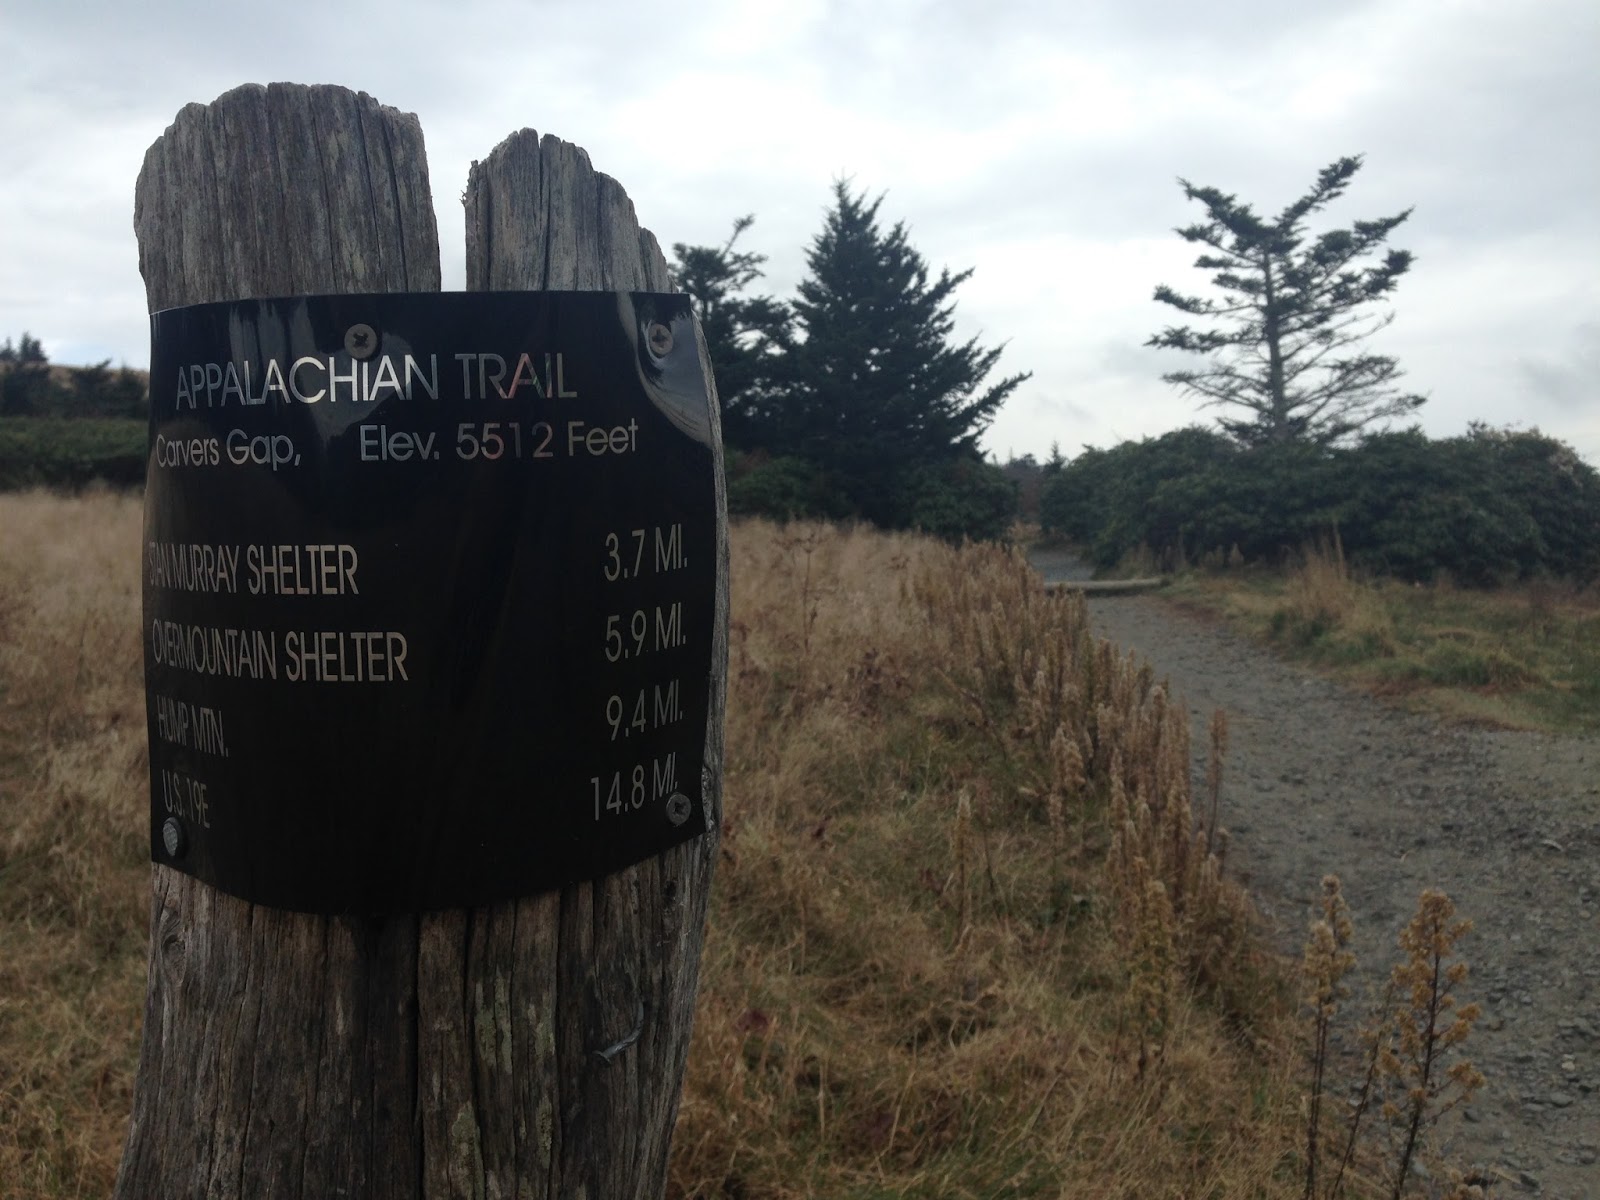 APPALACHiAN TRAIL
Carvers Gap, Elev. 5512 Feet
STAN MURRAY SHELTER 3.7 MI.
OVERMOUNTAIN SHELTER 5.9 MI.
HUMP MTN. 9.4 MI.
U.S. 19E 14.8 MI.